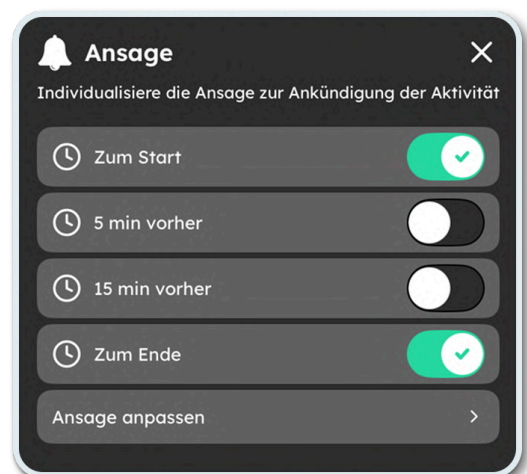 Ansage
Individualisiere die Ansage zur Ankündigung der Aktivität
Zum Start
5 min vorher
15 min vorher
Zum Ende
Ansage anpassen